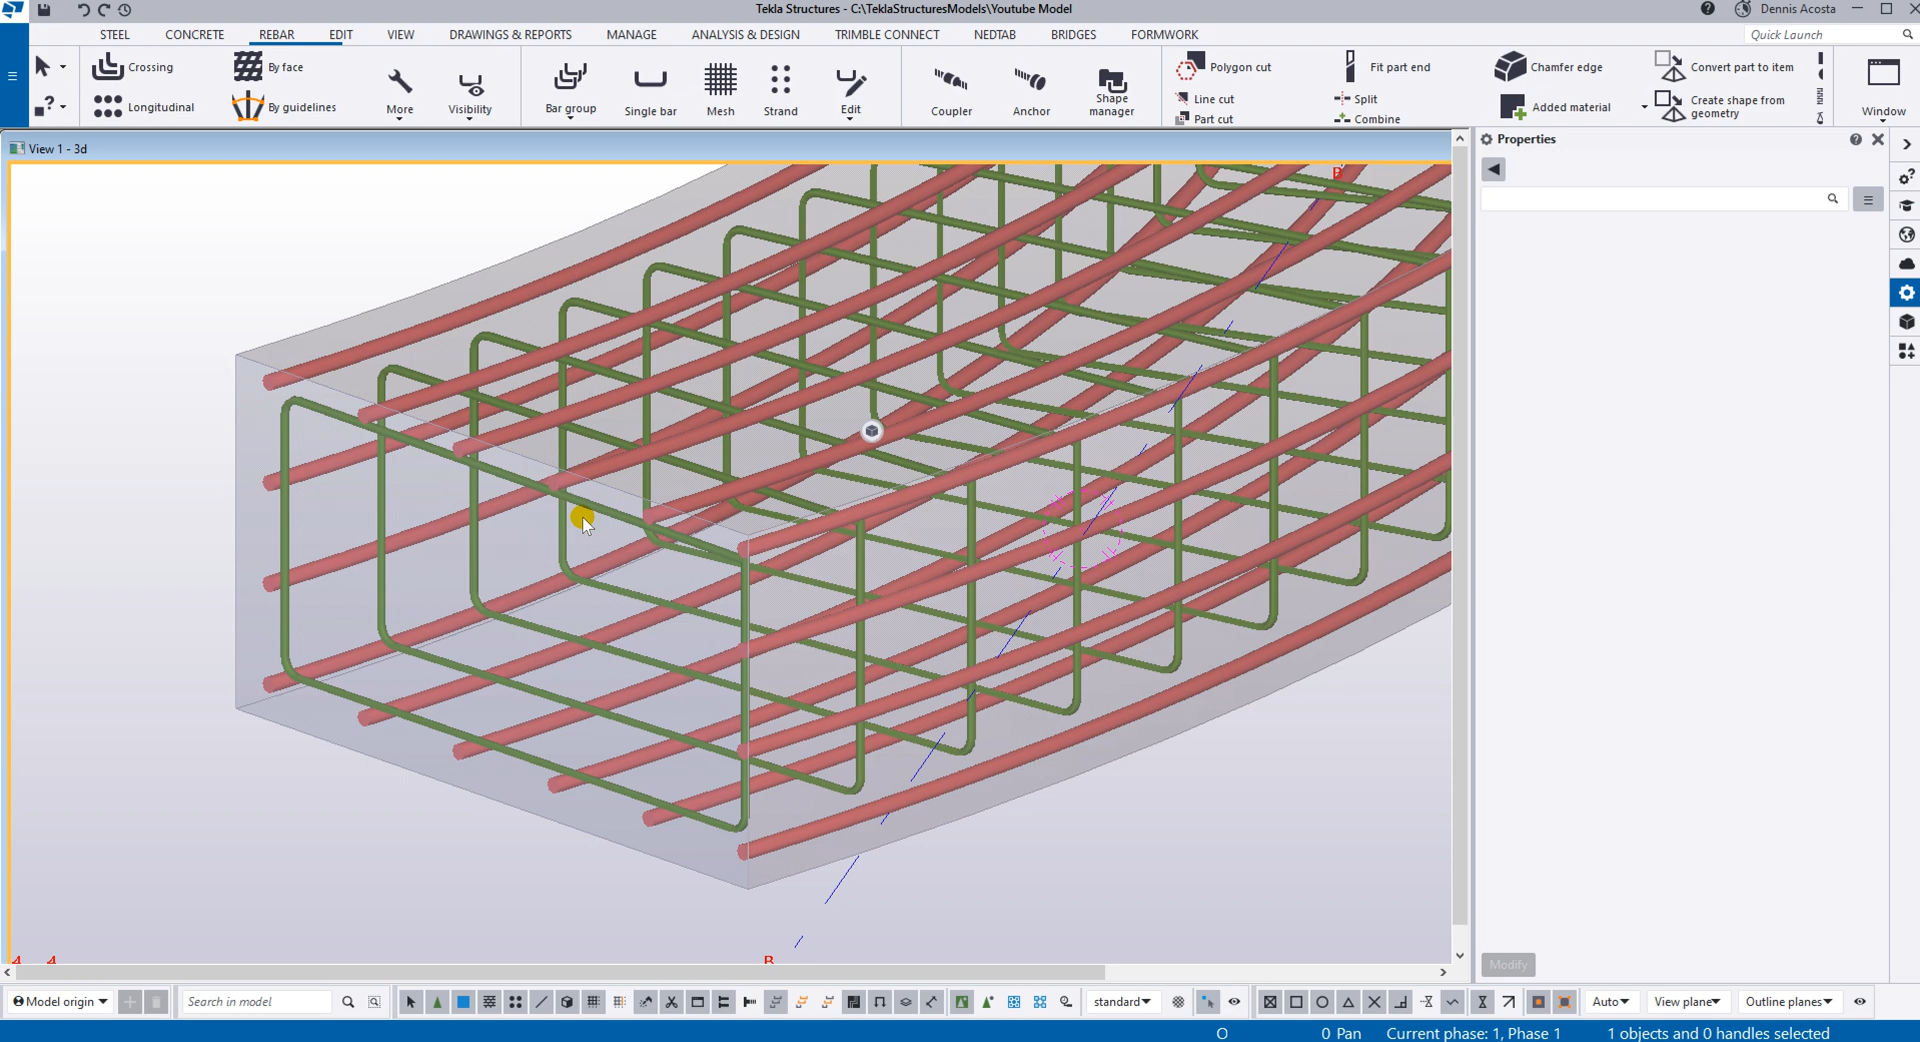 Tekla Structures - C:\TeklaStructuresModels\Youtube Model
Dennis Acosta
STEEL CONCRETE REBAR EDIT VIEW DRAWINGS & REPORTS MANAGE ANALYSIS & DESIGN TRIMBLE CONNECT NEDTAB BRIDGES FORMWORK
Quick Launch
Crossing
Longitudinal
By face
By guidelines
More
Visibility
Bar group
Single bar
Mesh
Strand
Edit
Coupler
Anchor
Shape
manager
Polygon cut
Line cut
Part cut
Fit part end
Split
Combine
Chamfer edge
Added material
Convert part to item
Create shape from
geometry
Window
View 1 - 3d
Properties
B
4 4
B
Modify
Model origin
Search in model
standard
Auto
View plane
Outline planes
O
0 Pan
Current phase: 1, Phase 1
1 objects and 0 handles selected